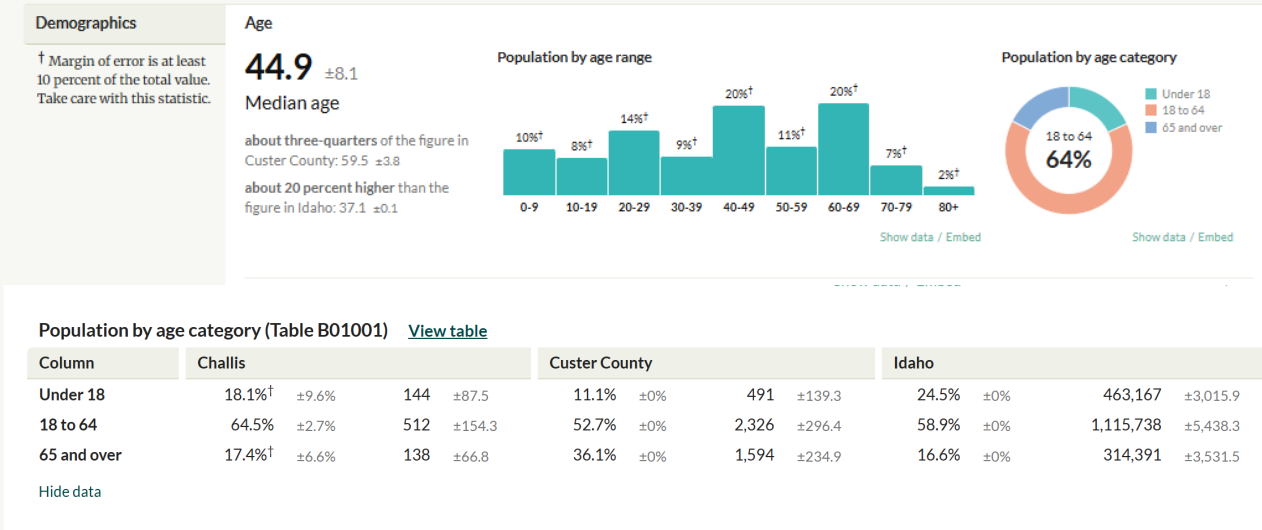 Demographics
† Margin of error is at least
10 percent of the total value.
Take care with this statistic.
Age
44.9 ±8.1
Median age
about three-quarters of the figure in
Custer County: 59.5 ±3.8
about 20 percent higher than the
figure in Idaho: 37.1 ±0.1
Population by age range
10%† 8%† 14%† 9%† 20%† 11%† 20%† 7%† 2%†
0-9 10-19 20-29 30-39 40-49 50-59 60-69 70-79 80+
Show data / Embed
Population by age category
18 to 64
64%
Under 18
18 to 64
65 and over
Show data / Embed
Population by age category (Table B01001) View table
Column Challis Custer County Idaho
Under 18 18.1%† ±9.6% 144 ±87.5 11.1% ±0% 491 ±139.3 24.5% ±0% 463,167 ±3,015.9
18 to 64 64.5% ±2.7% 512 ±154.3 52.7% ±0% 2,326 ±296.4 58.9% ±0% 1,115,738 ±5,438.3
65 and over 17.4%† ±6.6% 138 ±66.8 36.1% ±0% 1,594 ±234.9 16.6% ±0% 314,391 ±3,531.5
Hide data